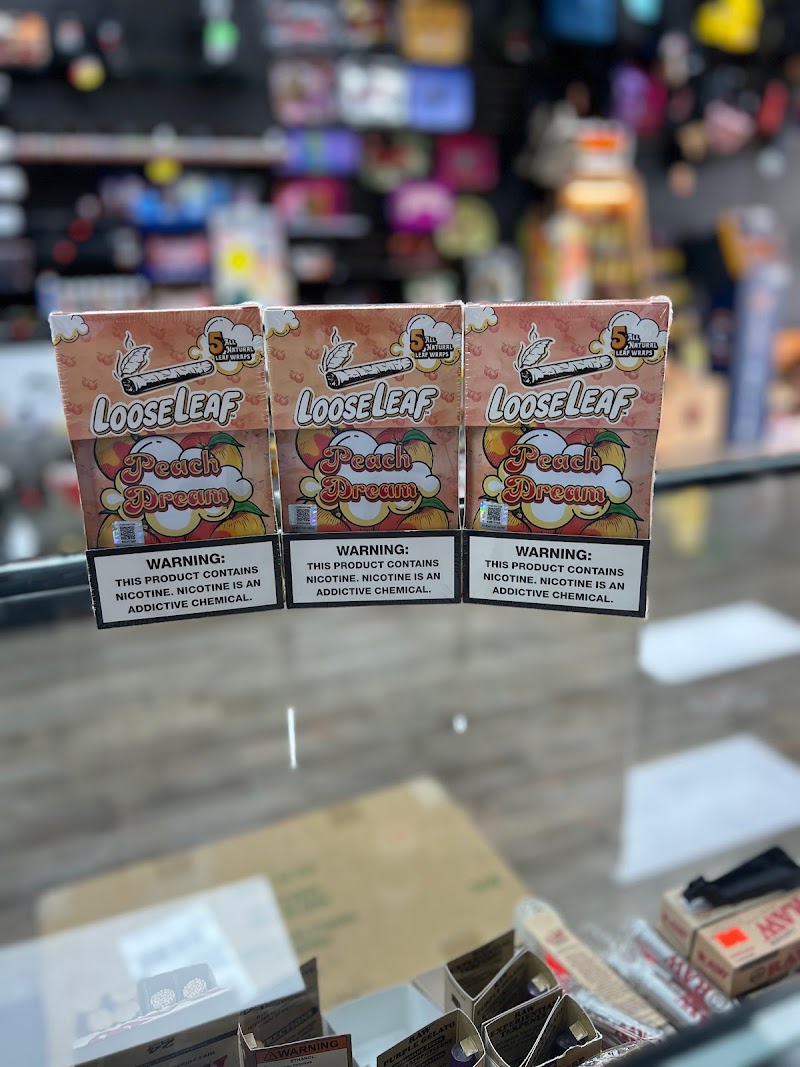 5 ALL NATURAL LEAF WRAPS
LOOSELEAF
Peach
Dream
WARNING:
THIS PRODUCT CONTAINS
NICOTINE. NICOTINE IS AN
ADDICTIVE CHEMICAL.
5 ALL NATURAL LEAF WRAPS
LOOSELEAF
Peach
Dream
WARNING:
THIS PRODUCT CONTAINS
NICOTINE. NICOTINE IS AN
ADDICTIVE CHEMICAL.
5 ALL NATURAL LEAF WRAPS
LOOSELEAF
Peach
Dream
WARNING:
THIS PRODUCT CONTAINS
NICOTINE. NICOTINE IS AN
ADDICTIVE CHEMICAL.
RAW
RAW
PURPLE GELATO
WARNING